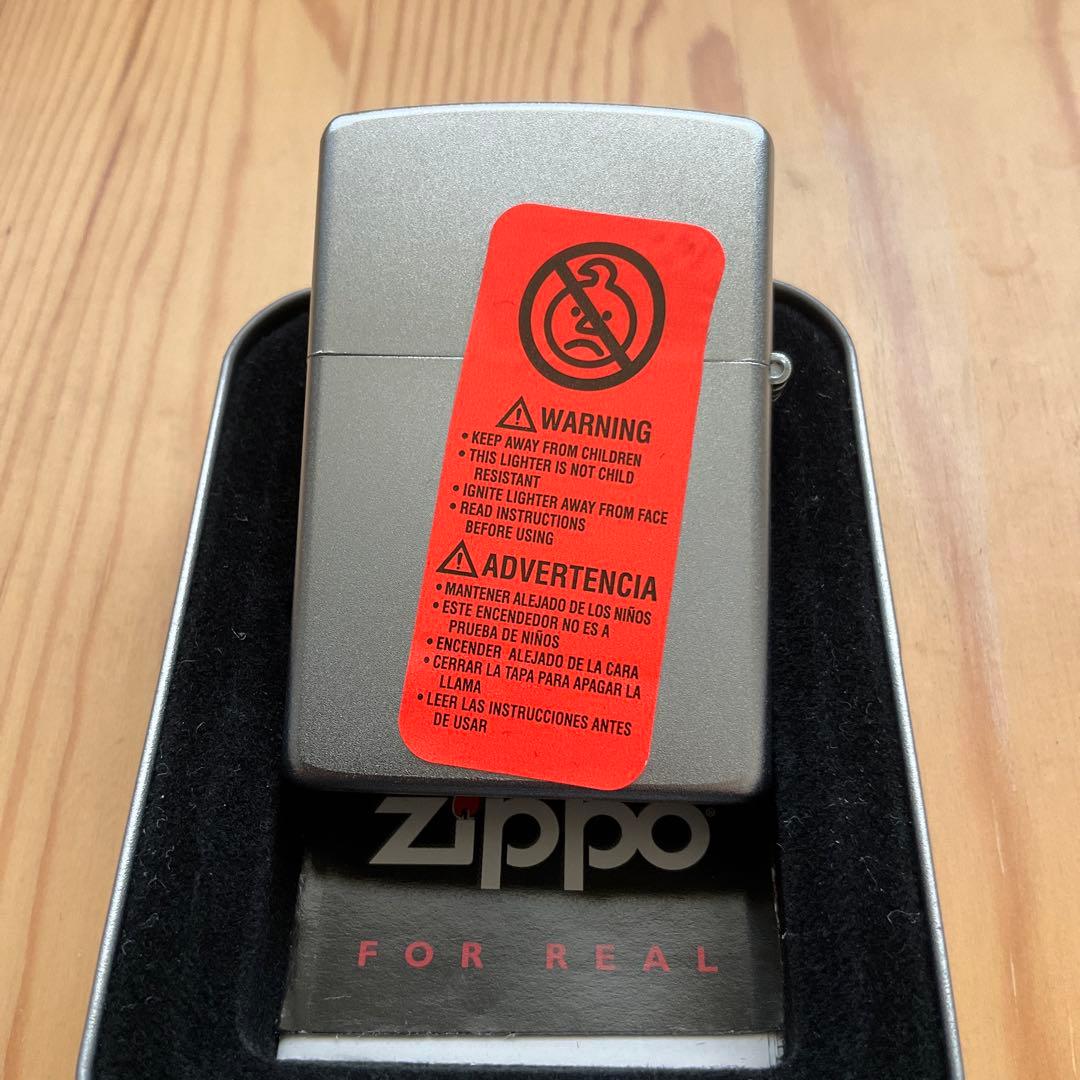 ⚠ WARNING
• KEEP AWAY FROM CHILDREN
• THIS LIGHTER IS NOT CHILD
RESISTANT
• IGNITE LIGHTER AWAY FROM FACE
• READ INSTRUCTIONS
BEFORE USING
⚠ ADVERTENCIA
• MANTENER ALEJADO DE LOS NIÑOS
• ESTE ENCENDEDOR NO ES A
PRUEBA DE NIÑOS
• ENCENDER ALEJADO DE LA CARA
• CERRAR LA TAPA PARA APAGAR LA
LLAMA
• LEER LAS INSTRUCCIONES ANTES
DE USAR
Zippo®
FOR REAL